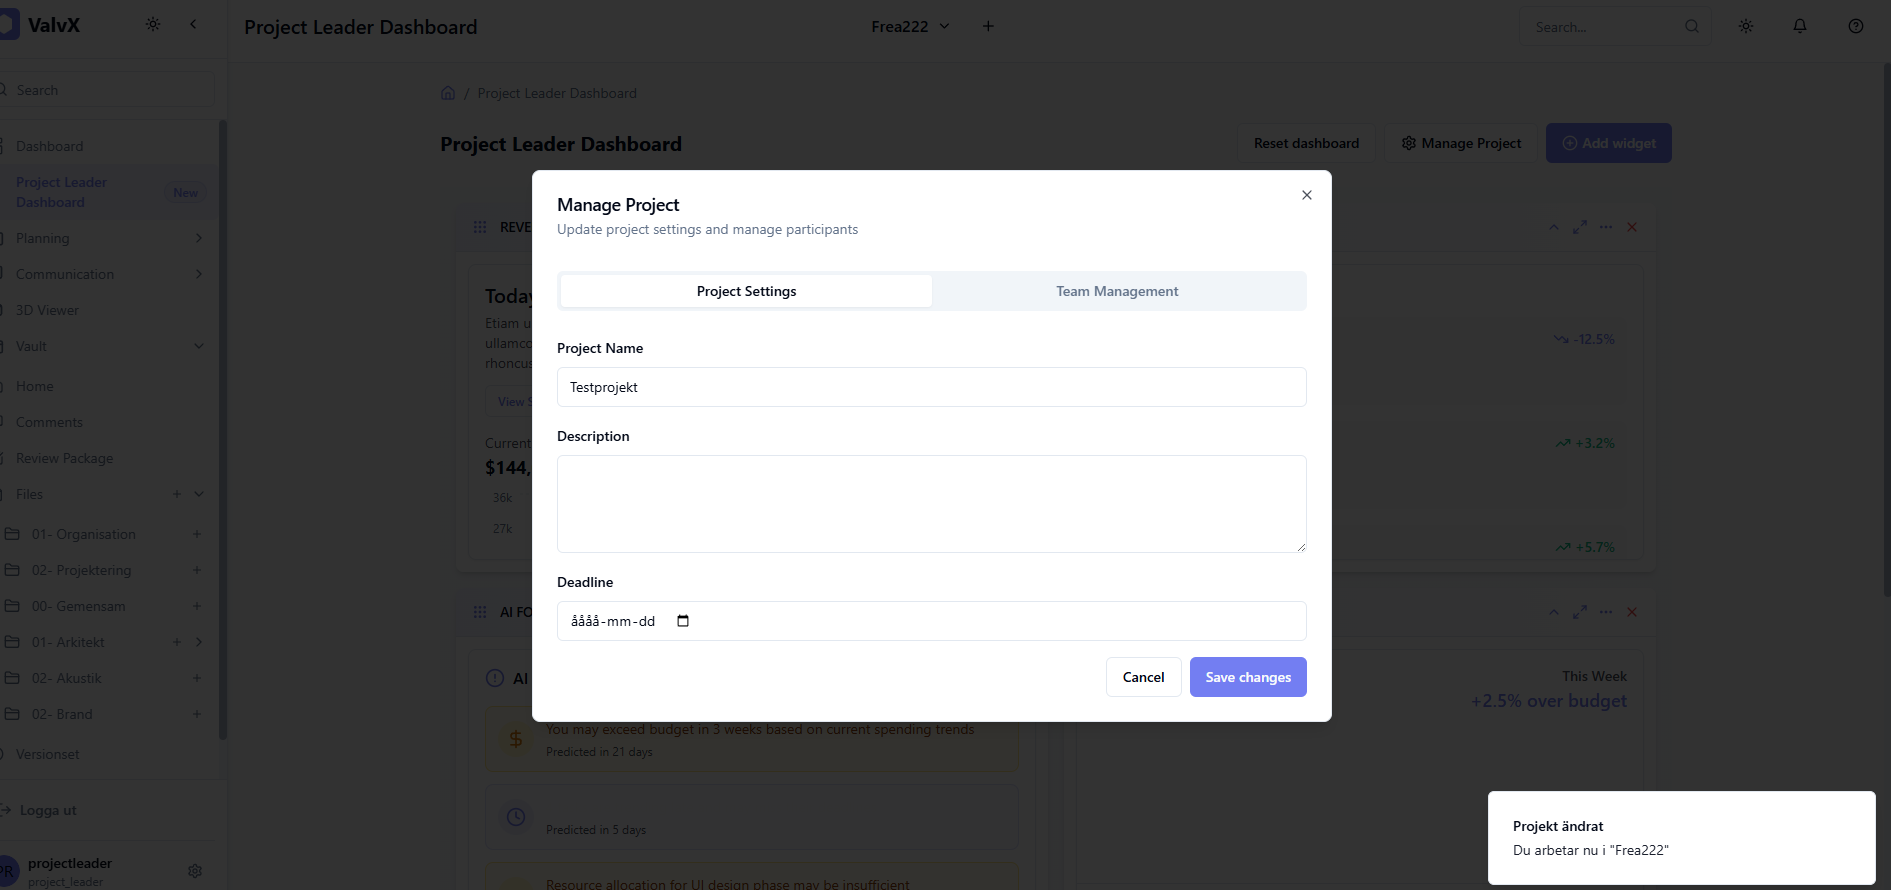 ValvX
Project Leader Dashboard
Frea222
Search...
Search
Dashboard
Project Leader
Dashboard
New
Planning
Communication
3D Viewer
Vault
Home
Comments
Review Package
Files
01- Organisation
02- Projektering
00- Gemensam
01- Arkitekt
02- Akustik
02- Brand
Versionset
Logga ut
PR
projectleader
project_leader
/ Project Leader Dashboard
Project Leader Dashboard
Reset dashboard
Manage Project
Add widget
REVE
Today
Etiam u
ullamco
rhoncus
View S
Current
$144,
36k
27k
-12.5%
+3.2%
+5.7%
Manage Project
Update project settings and manage participants
Project Settings
Team Management
Project Name
Testprojekt
Description
Deadline
åååå-mm-dd
Cancel
Save changes
AI FO
AI
You may exceed budget in 3 weeks based on current spending trends
Predicted in 21 days
Predicted in 5 days
Resource allocation for UI design phase may be insufficient
This Week
+2.5% over budget
Projekt ändrat
Du arbetar nu i "Frea222"